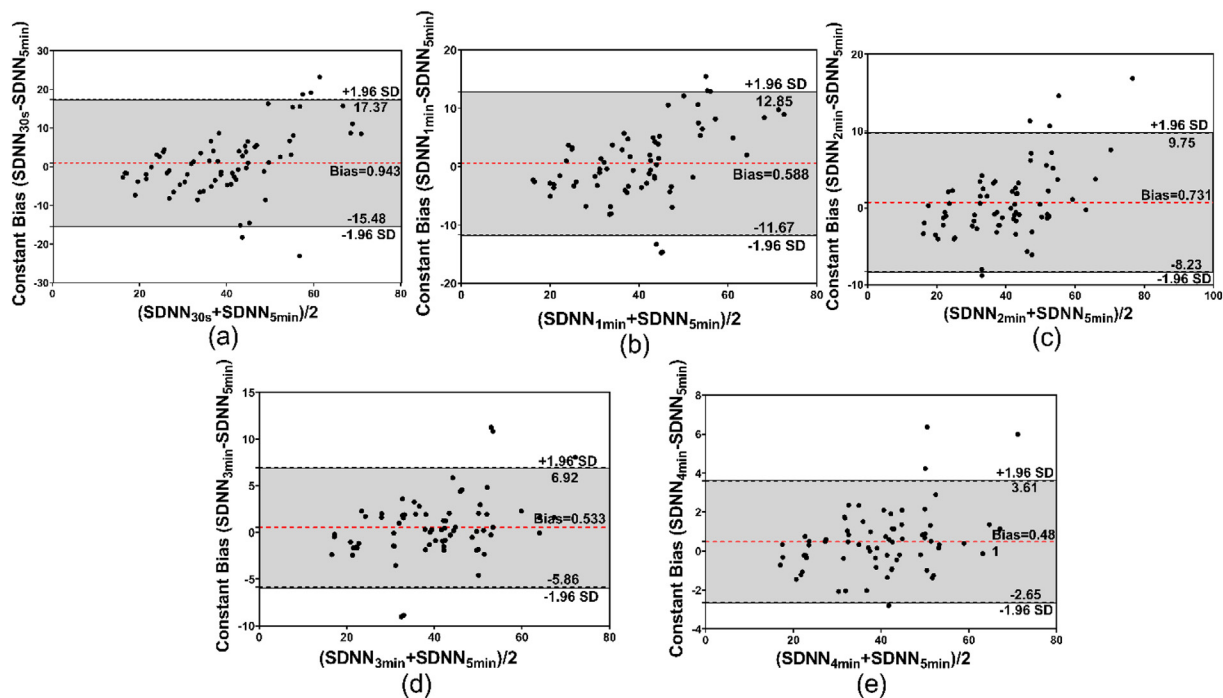 Constant Bias (SDNN30s-SDNN5min)
30
20
10
0
-10
-20
-30
+1.96 SD
17.37
Bias=0.943
-15.48
-1.96 SD
0 20 40 60 80
(SDNN30s+SDNN5min)/2
(a)
Constant Bias (SDNN1min-SDNN5min)
20
10
0
-10
-20
+1.96 SD
12.85
Bias=0.588
-11.67
-1.96 SD
0 20 40 60 80
(SDNN1min+SDNN5min)/2
(b)
Constant Bias (SDNN2min-SDNN5min)
20
10
0
-10
+1.96 SD
9.75
Bias=0.731
-8.23
-1.96 SD
0 20 40 60 80 100
(SDNN2min+SDNN5min)/2
(c)
Constant Bias (SDNN3min-SDNN5min)
15
10
5
0
-5
-10
+1.96 SD
6.92
Bias=0.533
-5.86
-1.96 SD
0 20 40 60 80
(SDNN3min+SDNN5min)/2
(d)
Constant Bias (SDNN4min-SDNN5min)
8
6
4
2
0
-2
-4
+1.96 SD
3.61
Bias=0.48
1
-2.65
-1.96 SD
0 20 40 60 80
(SDNN4min+SDNN5min)/2
(e)